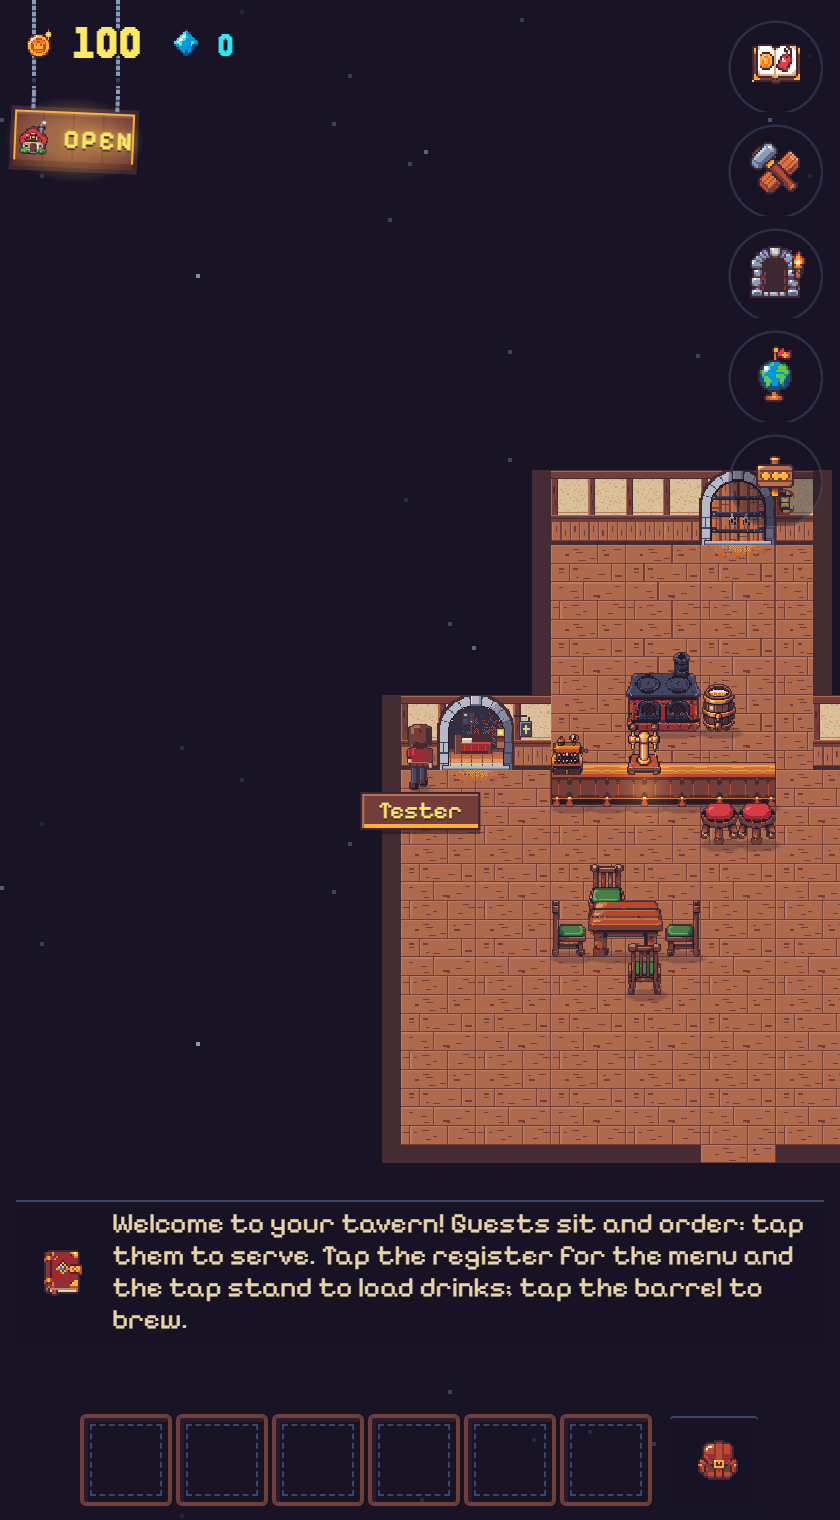 100 0
OPEN
Tester
Welcome to your tavern! Guests sit and order: tap
them to serve. Tap the register for the menu and
the tap stand to load drinks; tap the barrel to
brew.